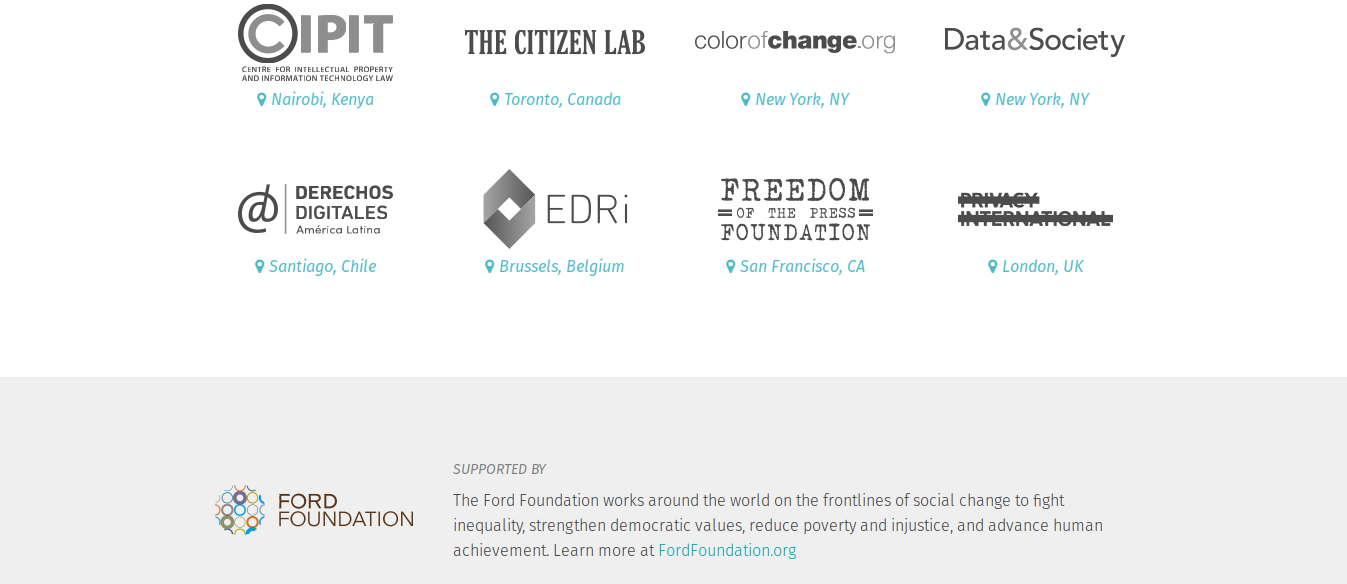 CIPIT
CENTRE FOR INTELLECTUAL PROPERTY
AND INFORMATION TECHNOLOGY LAW
Nairobi, Kenya
THE CITIZEN LAB
Toronto, Canada
colorofchange.org
New York, NY
Data&Society
New York, NY
DERECHOS
DIGITALES
América Latina
Santiago, Chile
EDRi
Brussels, Belgium
FREEDOM
OF THE PRESS
FOUNDATION
San Francisco, CA
PRIVACY
INTERNATIONAL
London, UK
FORD
FOUNDATION
SUPPORTED BY
The Ford Foundation works around the world on the frontlines of social change to fight
inequality, strengthen democratic values, reduce poverty and injustice, and advance human
achievement. Learn more at FordFoundation.org